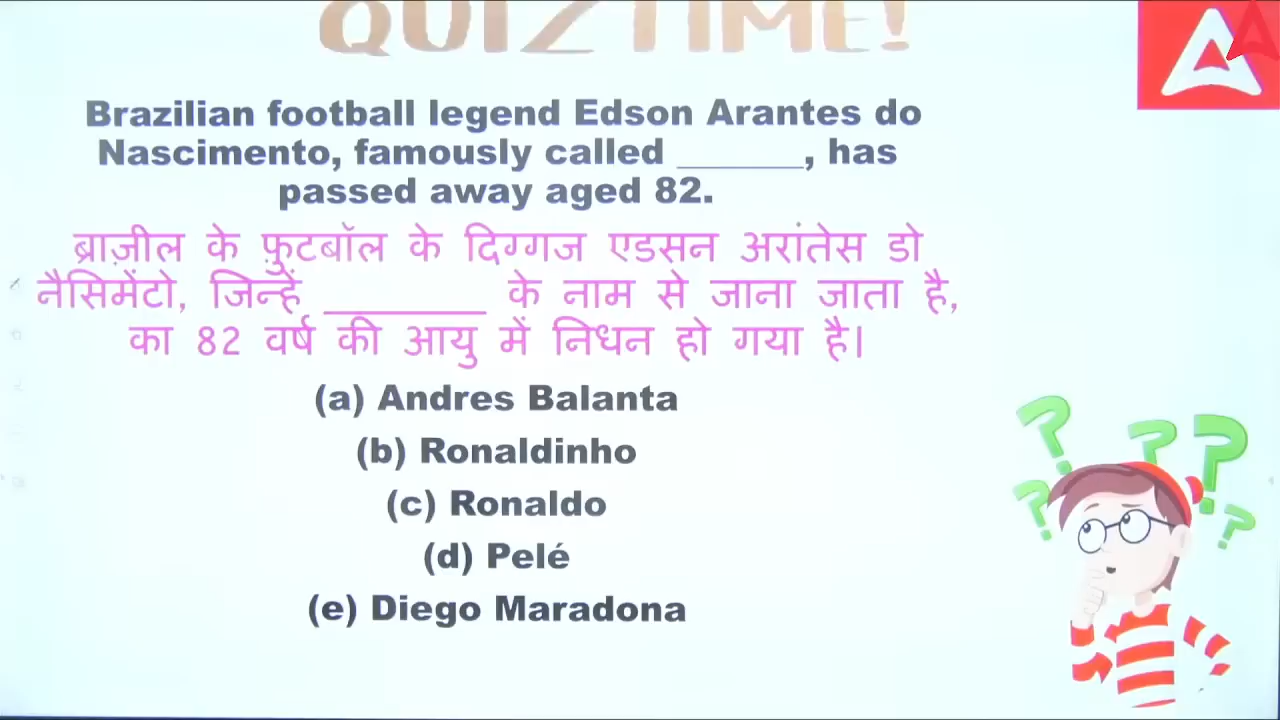 QUIZ TIME!
Brazilian football legend Edson Arantes do
Nascimento, famously called _______, has
passed away aged 82.
ब्राज़ील के फ़ुटबॉल के दिग्गज एडसन अरांतेस डो
नैसिमेंटो, जिन्हें ________ के नाम से जाना जाता है,
का 82 वर्ष की आयु में निधन हो गया है।
(a) Andres Balanta
(b) Ronaldinho
(c) Ronaldo
(d) Pelé
(e) Diego Maradona